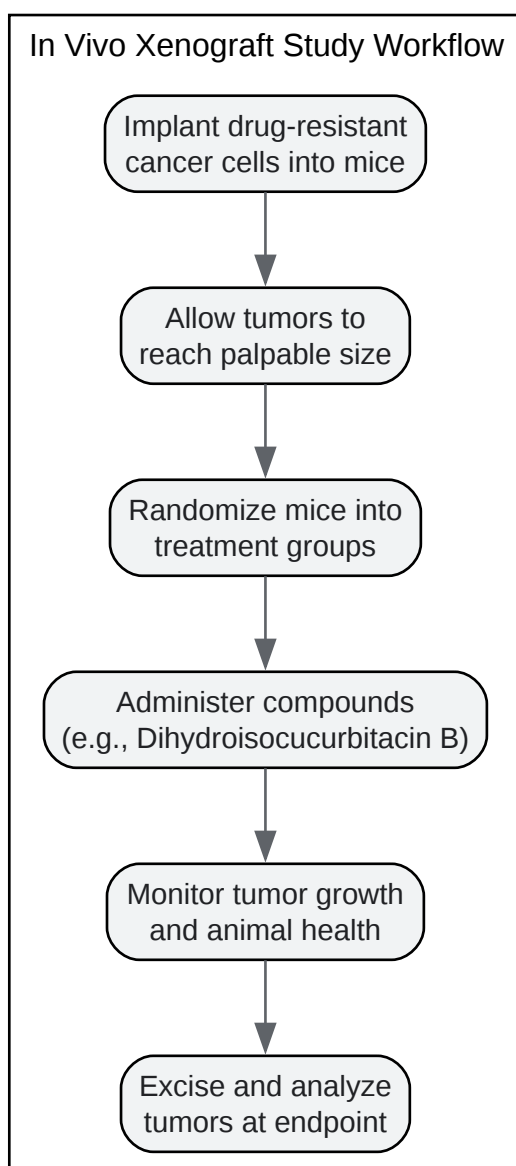 In Vivo Xenograft Study Workflow
Implant drug-resistant
cancer cells into mice
Allow tumors to
reach palpable size
Randomize mice into
treatment groups
Administer compounds
(e.g., Dihydroisocucurbitacin B)
Monitor tumor growth
and animal health
Excise and analyze
tumors at endpoint